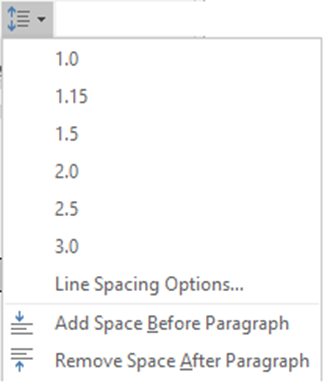 1.0
1.15
1.5
2.0
2.5
3.0
Line Spacing Options...
Add Space Before Paragraph
Remove Space After Paragraph